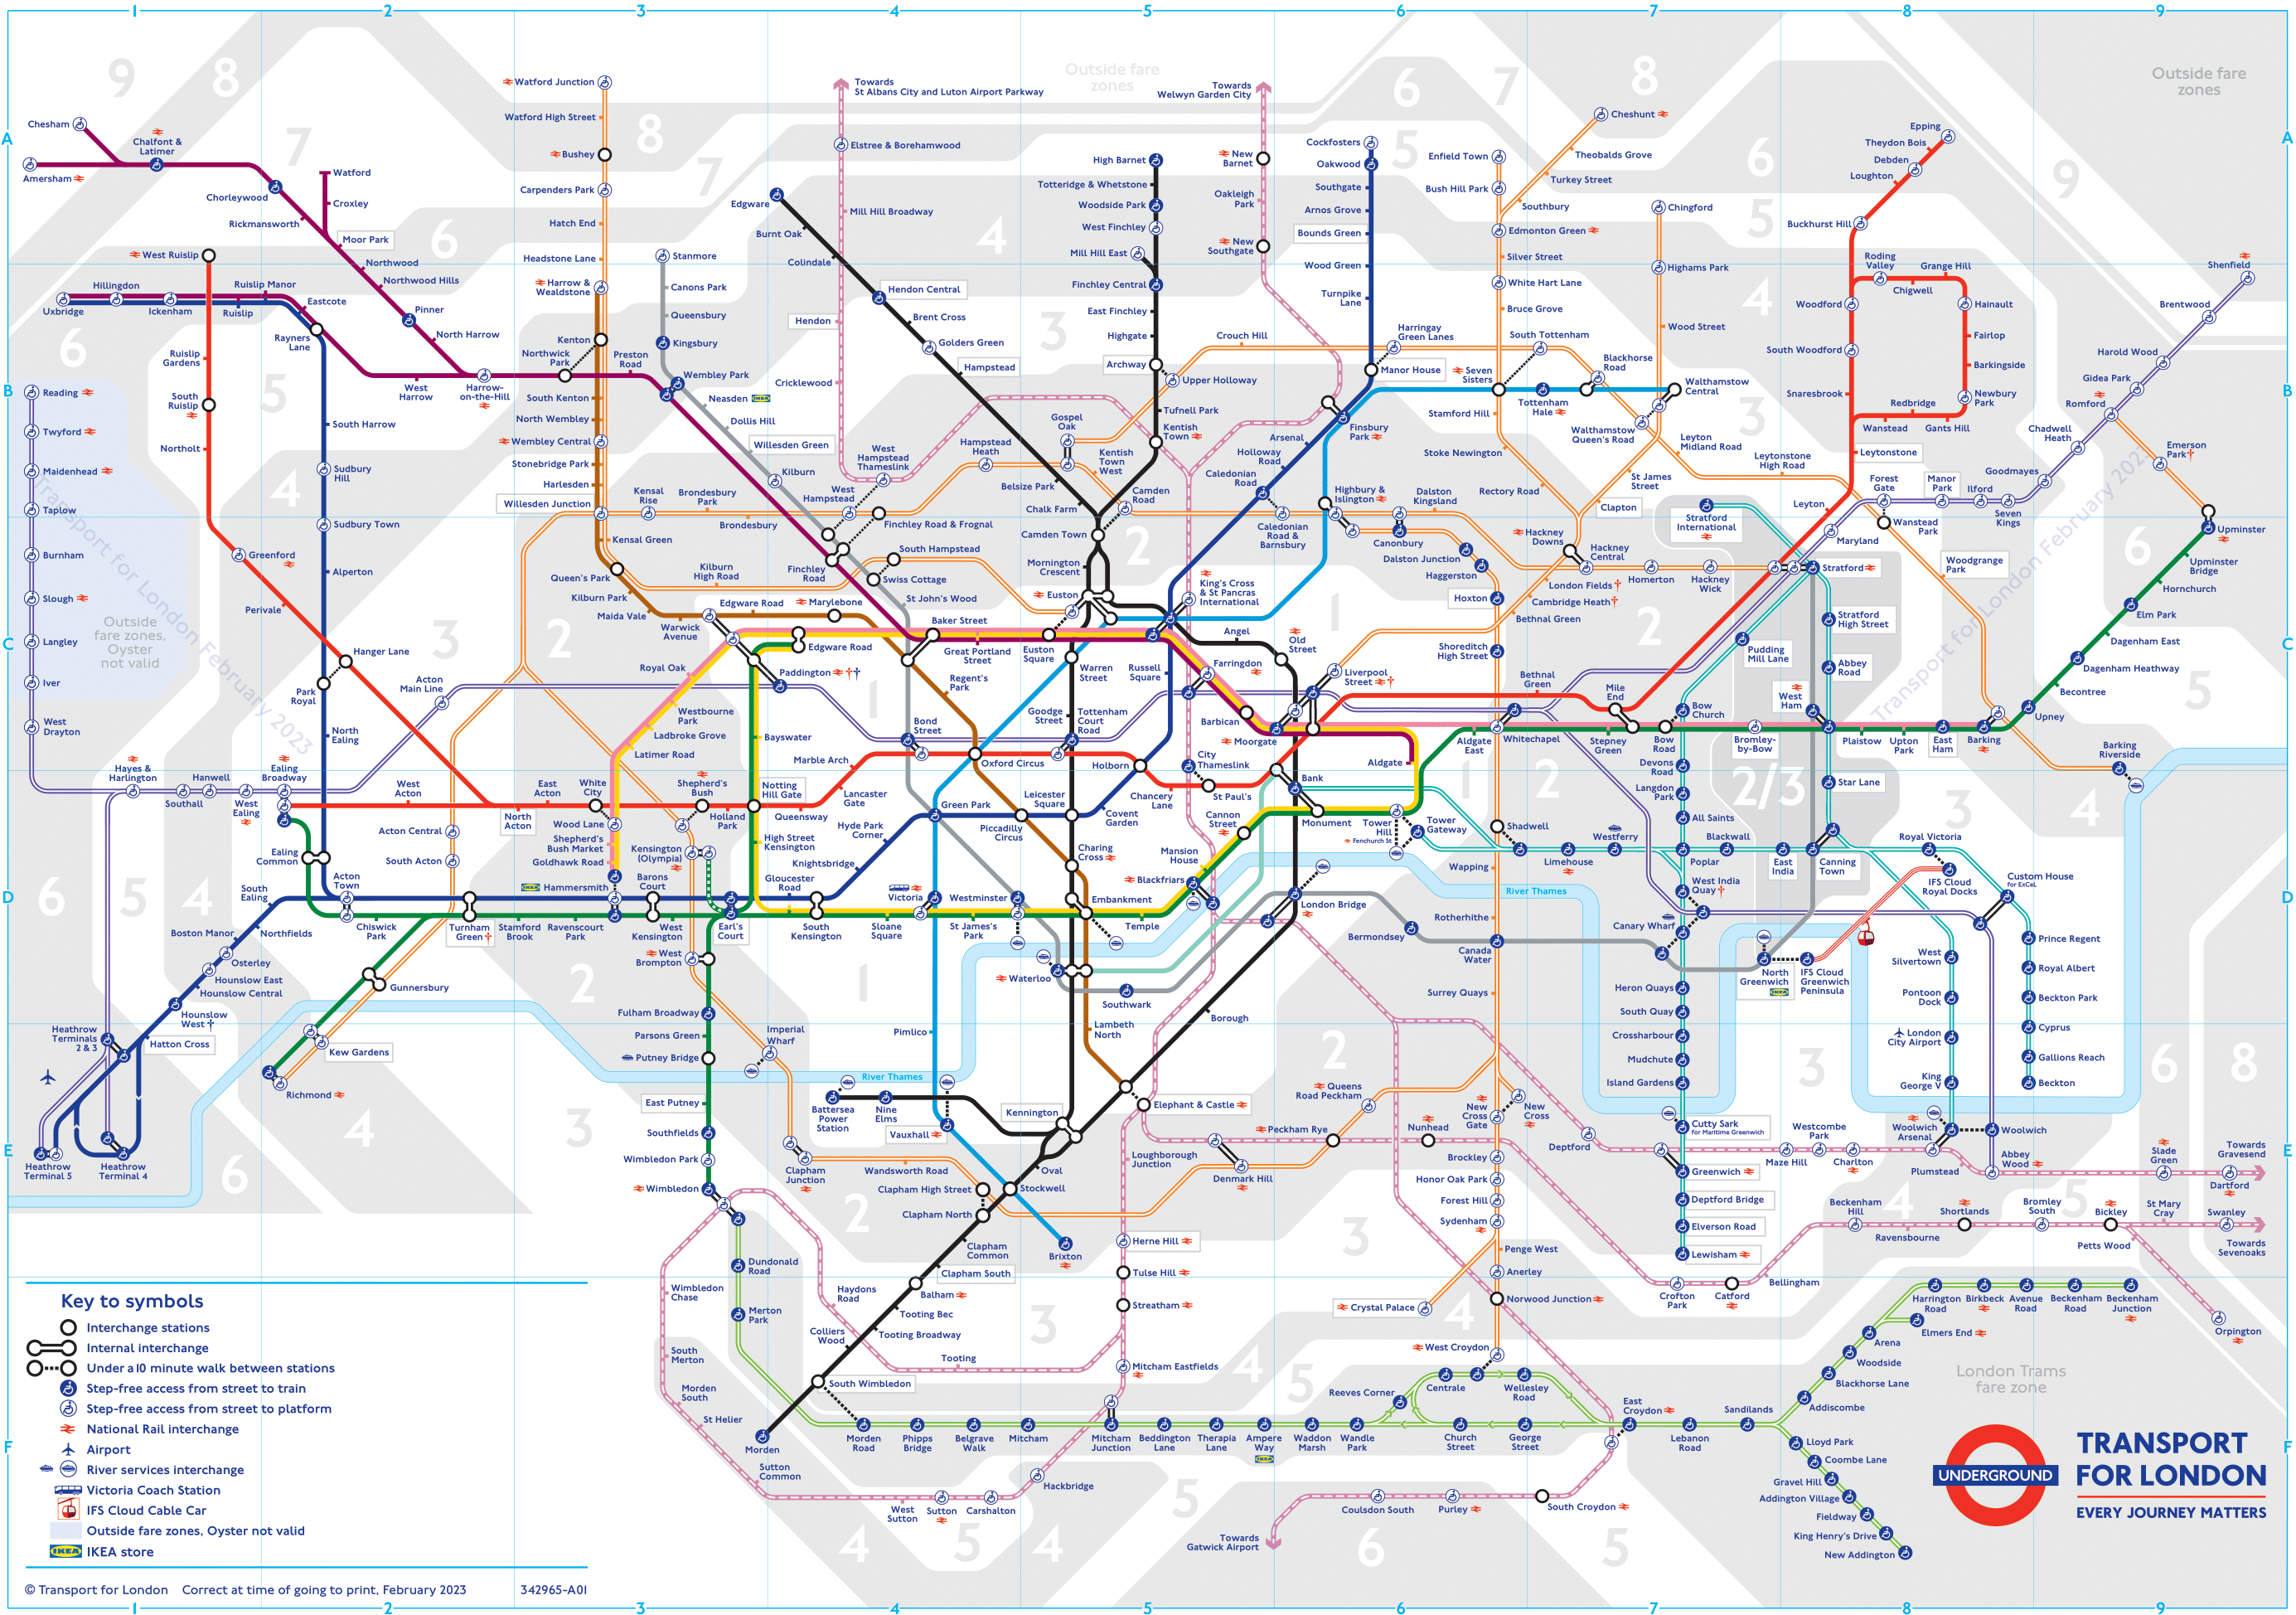 1
2
3
4
5
6
7
8
9
A
B
C
D
E
F
Outside fare
zones
Outside fare
zones
Chesham
Amersham
Chalfont &
Latimer
Chorleywood
Rickmansworth
Watford
Croxley
Moor Park
Northwood
Northwood Hills
Pinner
North Harrow
Harrow-
on-the-Hill
West
Harrow
Northwick
Park
Preston
Road
West Ruislip
Hillingdon
Uxbridge
Ickenham
Ruislip Manor
Ruislip
Eastcote
Rayners
Lane
Ruislip
Gardens
South
Ruislip
Northolt
Greenford
Perivale
Hanger Lane
South Harrow
Sudbury
Hill
Sudbury Town
Alperton
Park
Royal
North
Ealing
Reading
Twyford
Maidenhead
Taplow
Burnham
Slough
Langley
Iver
West
Drayton
Outside
fare zones,
Oyster
not valid
Transport for London February 2023
Hayes &
Harlington
Southall
Hanwell
West
Ealing
Ealing
Broadway
Acton
Main Line
West
Acton
North
Acton
East
Acton
White
City
Ealing
Common
South
Ealing
Acton
Town
Acton Central
South Acton
Chiswick
Park
Turnham
Green†
Stamford
Brook
Ravenscourt
Park
Hammersmith
Barons
Court
West
Kensington
Earl's
Court
Northfields
Boston Manor
Osterley
Hounslow East
Hounslow Central
Hounslow
West †
Hatton Cross
Heathrow
Terminals
2 & 3
Heathrow
Terminal 5
Heathrow
Terminal 4
Gunnersbury
Kew Gardens
Richmond
Watford Junction
Watford High Street
Bushey
Carpenders Park
Hatch End
Headstone Lane
Harrow &
Wealdstone
Kenton
South Kenton
North Wembley
Wembley Central
Stonebridge Park
Harlesden
Willesden Junction
Kensal Green
Queen's Park
Kilburn Park
Maida Vale
Warwick
Avenue
Stanmore
Canons Park
Queensbury
Kingsbury
Wembley Park
Neasden
IKEA
Dollis Hill
Willesden Green
Kilburn
West
Hampstead
West
Hampstead
Thameslink
Finchley
Road
Finchley Road & Frognal
Kensal
Rise
Brondesbury
Park
Brondesbury
Kilburn
High Road
South Hampstead
Swiss Cottage
St John's Wood
Towards
St Albans City and Luton Airport Parkway
Elstree & Borehamwood
Mill Hill Broadway
Hendon
Cricklewood
Edgware
Burnt Oak
Colindale
Hendon Central
Brent Cross
Golders Green
Hampstead
Belsize Park
Chalk Farm
Camden Town
Mornington
Crescent
Euston
High Barnet
Totteridge & Whetstone
Woodside Park
West Finchley
Mill Hill East
Finchley Central
East Finchley
Highgate
Archway
Upper Holloway
Tufnell Park
Kentish
Town
Kentish
Town
West
Gospel
Oak
Hampstead
Heath
Camden
Road
Crouch Hill
Towards
Welwyn Garden City
New
Barnet
Oakleigh
Park
New
Southgate
Cockfosters
Oakwood
Southgate
Arnos Grove
Bounds Green
Wood Green
Turnpike
Lane
Manor House
Harringay
Green Lanes
Finsbury
Park
Arsenal
Holloway
Road
Caledonian
Road
Caledonian
Road &
Barnsbury
Highbury &
Islington
Canonbury
Dalston
Kingsland
Dalston Junction
Haggerston
Hoxton
Shoreditch
High Street
Enfield Town
Bush Hill Park
Southbury
Turkey Street
Theobalds Grove
Cheshunt
Edmonton Green
Silver Street
White Hart Lane
Bruce Grove
South Tottenham
Seven
Sisters
Tottenham
Hale
Blackhorse
Road
Walthamstow
Central
Walthamstow
Queen's Road
Stamford Hill
Stoke Newington
Rectory Road
Clapton
St James
Street
Leyton
Midland Road
Leytonstone
High Road
Chingford
Highams Park
Wood Street
Hackney
Downs
Hackney
Central
Homerton
Hackney
Wick
London Fields†
Cambridge Heath†
Bethnal Green
Epping
Theydon Bois
Debden
Loughton
Buckhurst Hill
Roding
Valley
Chigwell
Grange Hill
Hainault
Fairlop
Barkingside
Newbury
Park
Gants Hill
Redbridge
Wanstead
Woodford
South Woodford
Snaresbrook
Leytonstone
Leyton
Stratford
International
Stratford
Stratford
High Street
Abbey
Road
West
Ham
Pudding
Mill Lane
Bow
Church
Maryland
Forest
Gate
Wanstead
Park
Manor
Park
Ilford
Seven
Kings
Goodmayes
Chadwell
Heath
Romford
Gidea Park
Harold Wood
Brentwood
Shenfield
Emerson
Park†
Upminster
Upminster
Bridge
Hornchurch
Elm Park
Dagenham East
Dagenham Heathway
Becontree
Upney
Barking
Barking
Riverside
Woodgrange
Park
East
Ham
Upton
Park
Plaistow
Bromley-
by-Bow
Bow
Road
Mile
End
Stepney
Green
Bethnal
Green
Whitechapel
Aldgate
East
Aldgate
Transport for London February 2023
Edgware Road
Marylebone
Edgware Road
Paddington
††
Royal Oak
Westbourne
Park
Ladbroke Grove
Latimer Road
Bayswater
Baker Street
Great Portland
Street
Euston
Square
Warren
Street
Regent's
Park
King's Cross
& St Pancras
International
Angel
Old
Street
Russell
Square
Farringdon
Barbican
Moorgate
Liverpool
Street
†
Goodge
Street
Tottenham
Court
Road
Bond
Street
Marble Arch
Oxford Circus
Holborn
Chancery
Lane
City
Thameslink
St Paul's
Bank
Lancaster
Gate
Queensway
Notting
Hill Gate
Holland
Park
Shepherd's
Bush
Wood Lane
Shepherd's
Bush Market
Goldhawk Road
Kensington
(Olympia)
IKEA
High Street
Kensington
Gloucester
Road
Knightsbridge
Hyde Park
Corner
Green Park
Piccadilly
Circus
Leicester
Square
Covent
Garden
Charing
Cross
Embankment
Temple
Blackfriars
Mansion
House
Cannon
Street
Monument
Tower
Hill
Fenchurch St
Tower
Gateway
Victoria
Westminster
St James's
Park
Sloane
Square
South
Kensington
West
Brompton
Fulham Broadway
Parsons Green
Putney Bridge
East Putney
Southfields
Wimbledon Park
Wimbledon
Imperial
Wharf
Clapham
Junction
Wandsworth Road
Clapham High Street
Clapham North
Clapham
Common
Clapham South
Balham
Tooting Bec
Tooting Broadway
Colliers
Wood
South Wimbledon
Morden
Battersea
Power
Station
Nine
Elms
Vauxhall
Pimlico
Kennington
Oval
Stockwell
Brixton
Waterloo
Southwark
Lambeth
North
Elephant & Castle
Borough
London Bridge
Bermondsey
Canada
Water
River Thames
River Thames
Shadwell
Wapping
Rotherhithe
Surrey Quays
Limehouse
Westferry
Poplar
Blackwall
East
India
Canning
Town
Devons
Road
Langdon
Park
All Saints
Star Lane
West India
Quay†
Canary Wharf
Heron Quays
South Quay
Crossharbour
Mudchute
Island Gardens
Cutty Sark
for Maritime Greenwich
Greenwich
Deptford Bridge
Elverson Road
Lewisham
North
Greenwich
IKEA
IFS Cloud
Greenwich
Peninsula
IFS Cloud
Royal Docks
Royal Victoria
Custom House
for ExCeL
Prince Regent
Royal Albert
Beckton Park
Cyprus
Gallions Reach
Beckton
West
Silvertown
Pontoon
Dock
London
City Airport
King
George V
Woolwich
Arsenal
Woolwich
Abbey
Wood
Plumstead
Charlton
Westcombe
Park
Maze Hill
Deptford
Slade
Green
Dartford
Towards
Gravesend
New
Cross
Gate
New
Cross
Brockley
Honor Oak Park
Forest Hill
Sydenham
Penge West
Anerley
Norwood Junction
Crystal Palace
West Croydon
Queens
Road Peckham
Peckham Rye
Nunhead
Denmark Hill
Loughborough
Junction
Herne Hill
Tulse Hill
Streatham
Mitcham Eastfields
Tooting
Haydons
Road
Wimbledon
Chase
South
Merton
Morden
South
St Helier
Sutton
Common
West
Sutton
Sutton
Carshalton
Hackbridge
Crofton
Park
Catford
Bellingham
Beckenham
Hill
Ravensbourne
Shortlands
Bromley
South
Bickley
St Mary
Cray
Swanley
Petts Wood
Orpington
Towards
Sevenoaks
Dundonald
Road
Merton
Park
Morden
Road
Phipps
Bridge
Belgrave
Walk
Mitcham
Mitcham
Junction
Beddington
Lane
Therapia
Lane
Ampere
Way
IKEA
Waddon
Marsh
Wandle
Park
Reeves Corner
Centrale
Wellesley
Road
Church
Street
George
Street
East
Croydon
Lebanon
Road
Sandilands
Addiscombe
Blackhorse Lane
Woodside
Arena
Elmers End
Harrington
Road
Birkbeck
Avenue
Road
Beckenham
Road
Beckenham
Junction
Lloyd Park
Coombe Lane
Gravel Hill
Addington Village
Fieldway
King Henry's Drive
New Addington
London Trams
fare zone
South Croydon
Purley
Coulsdon South
Towards
Gatwick Airport
Key to symbols
Interchange stations
Internal interchange
Under a 10 minute walk between stations
Step-free access from street to train
Step-free access from street to platform
National Rail interchange
Airport
River services interchange
Victoria Coach Station
IFS Cloud Cable Car
Outside fare zones, Oyster not valid
IKEA
IKEA store
© Transport for London
Correct at time of going to print, February 2023
342965-A01
UNDERGROUND
TRANSPORT
FOR LONDON
EVERY JOURNEY MATTERS